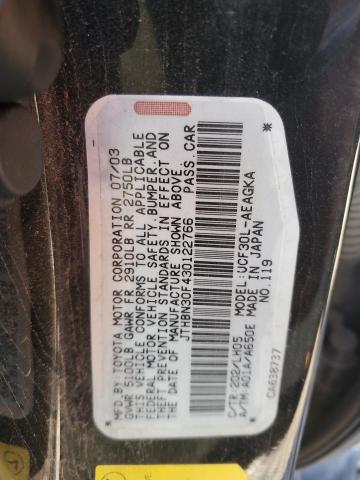 MFD.BY TOYOTA MOTOR CORPORATION 07/03
GVWR 5100LB GAWR FR 2910LB RR 2750LB
THIS VEHICLE CONFORMS TO ALL APPLICABLE
FEDERAL MOTOR VEHICLE SAFETY, BUMPER, AND
THEFT PREVENTION STANDARDS IN EFFECT ON
THE DATE OF MANUFACTURE SHOWN ABOVE.
JTHBN30F430122766 PASS.CAR
C/TR:202/LH05 MODEL:UCF30L-AEAGKA
A/TM:A01A/A650E MADE IN JAPAN
NO.119
CA638737